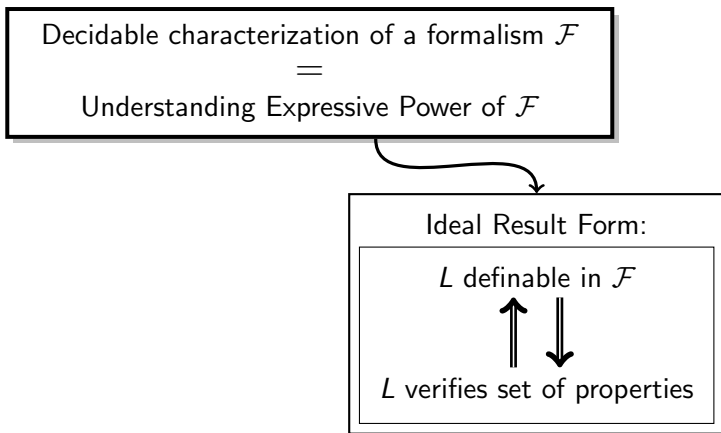 Decidable characterization of a formalism ℱ
=
Understanding Expressive Power of ℱ
Ideal Result Form:
L definable in ℱ
L verifies set of properties